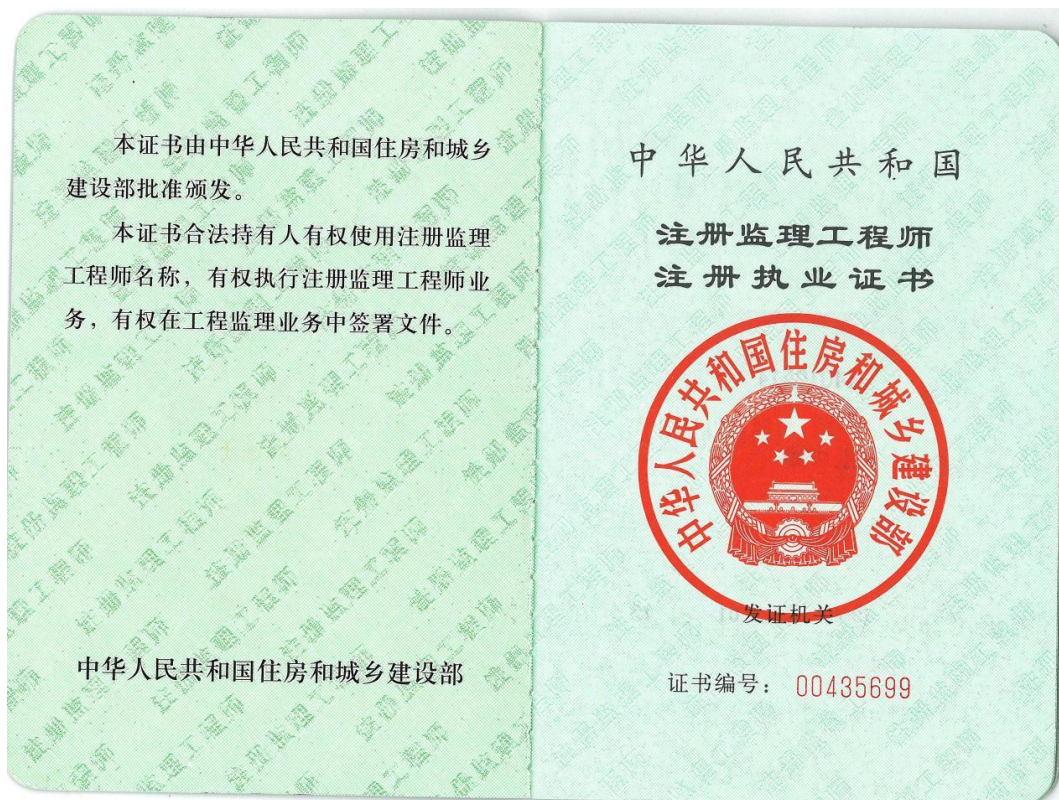 本证书由中华人民共和国住房和城乡
建设部批准颁发。
本证书合法持有人有权使用注册监理
工程师名称，有权执行注册监理工程师业
务，有权在工程监理业务中签署文件。
中华人民共和国住房和城乡建设部
中华人民共和国
注册监理工程师
注册执业证书
中华人民共和国住房和城乡建设部
发证机关
证书编号： 00435699